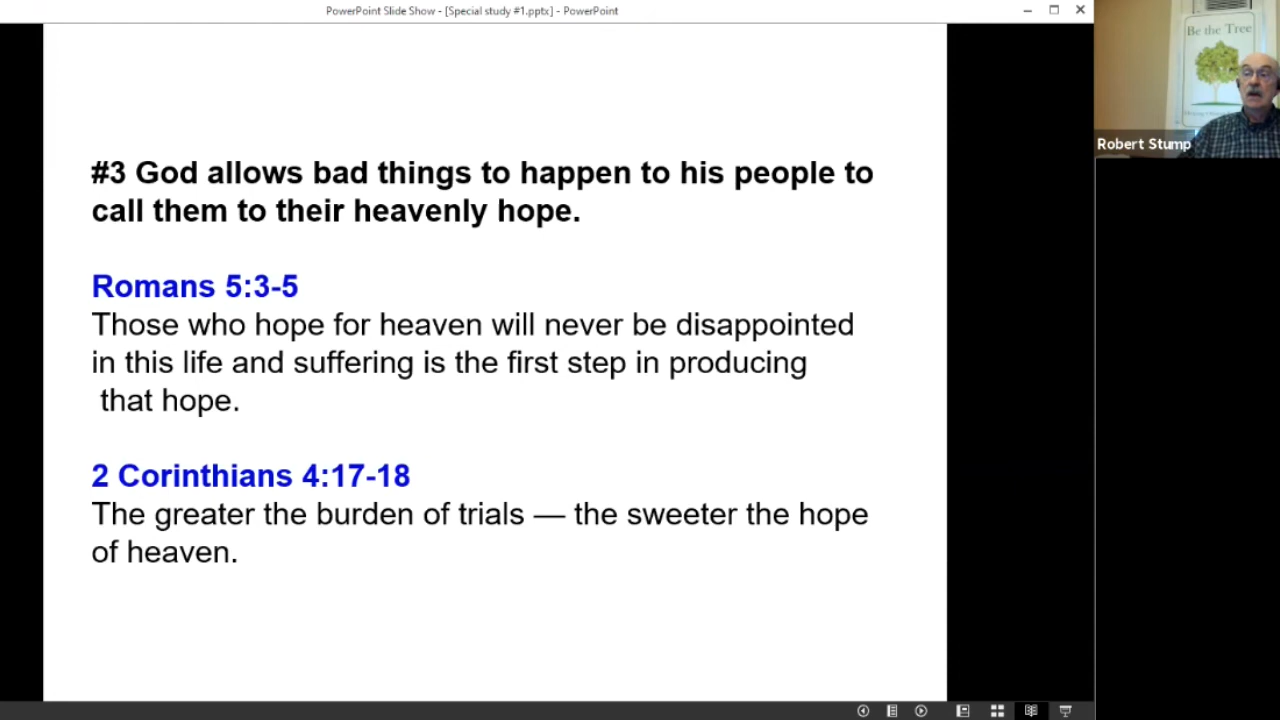 PowerPoint Slide Show - [Special study #1.pptx] - PowerPoint
Be the Tree
Robert Stump
#3 God allows bad things to happen to his people to
call them to their heavenly hope.
Romans 5:3-5
Those who hope for heaven will never be disappointed
in this life and suffering is the first step in producing
that hope.
2 Corinthians 4:17-18
The greater the burden of trials — the sweeter the hope
of heaven.